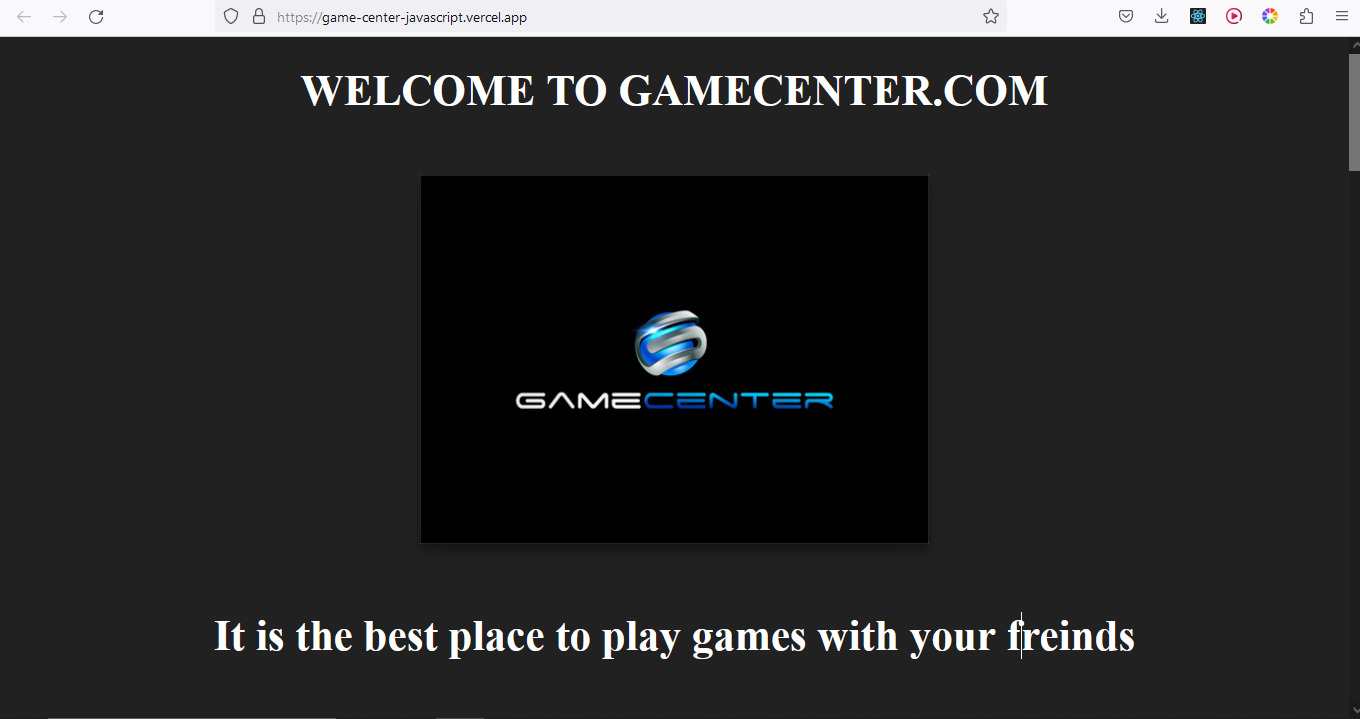 https://game-center-javascript.vercel.app
WELCOME TO GAMECENTER.COM
GAMECENTER
It is the best place to play games with your freinds